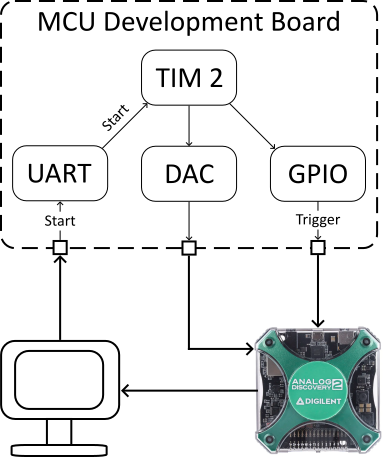 MCU Development Board
TIM 2
Start
UART
DAC
GPIO
Start
Trigger
ANALOG
DISCOVERY 2
DIGILENT